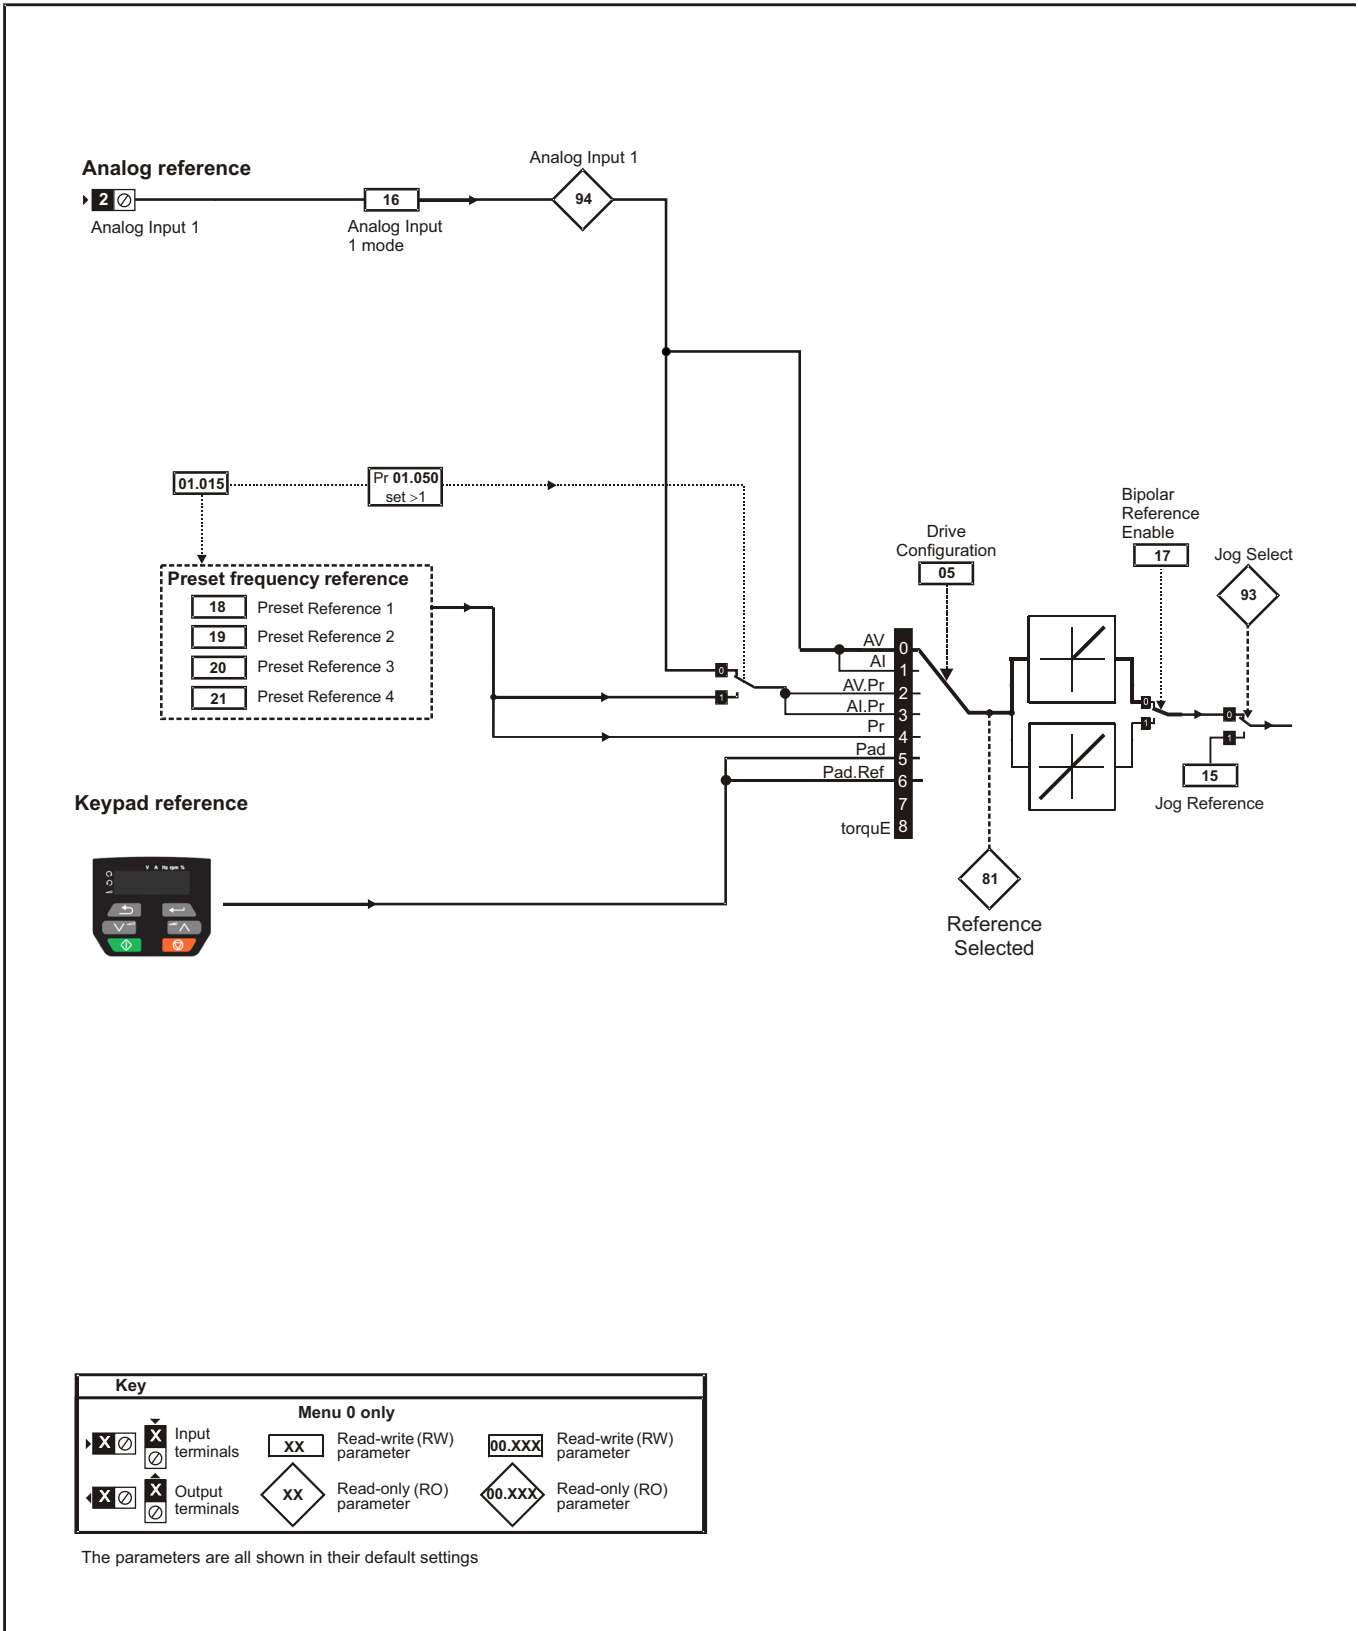 Analog Input 1
Analog reference
2
16
94
Analog Input 1
Analog Input
1 mode
01.015
Pr 01.050
set >1
Preset frequency reference
18 Preset Reference 1
19 Preset Reference 2
20 Preset Reference 3
21 Preset Reference 4
0
1
Drive
Configuration
05
AV 0
AI 1
AV.Pr 2
AI.Pr 3
Pr 4
Pad 5
Pad.Ref 6
7
torquE 8
Bipolar
Reference
Enable
17
Jog Select
93
0
1
0
1
15
Jog Reference
81
Reference
Selected
Keypad reference
V A Hz rpm %
Key
Menu 0 only
X
X
Input
terminals
XX
Read-write (RW)
parameter
00.XXX
Read-write (RW)
parameter
X
X
Output
terminals
XX
Read-only (RO)
parameter
00.XXX
Read-only (RO)
parameter
The parameters are all shown in their default settings